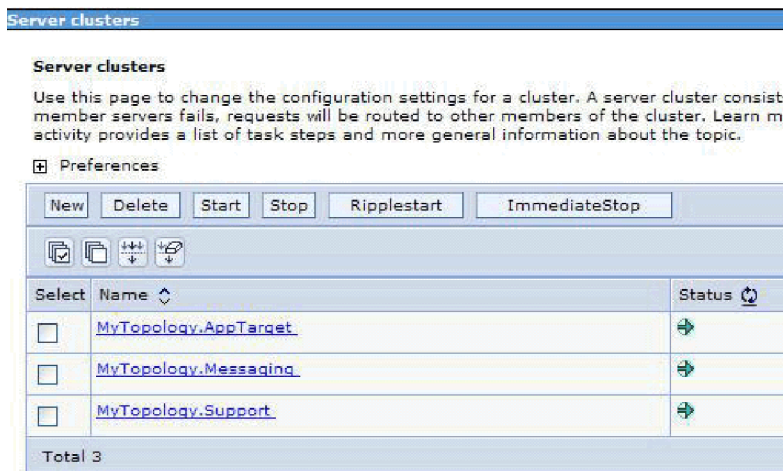 Server clusters
Server clusters
Use this page to change the configuration settings for a cluster. A server cluster consist
member servers fails, requests will be routed to other members of the cluster. Learn m
activity provides a list of task steps and more general information about the topic.
Preferences
New Delete Start Stop Ripplestart ImmediateStop
Select Name Status
MyTopology.AppTarget
MyTopology.Messaging
MyTopology.Support
Total 3